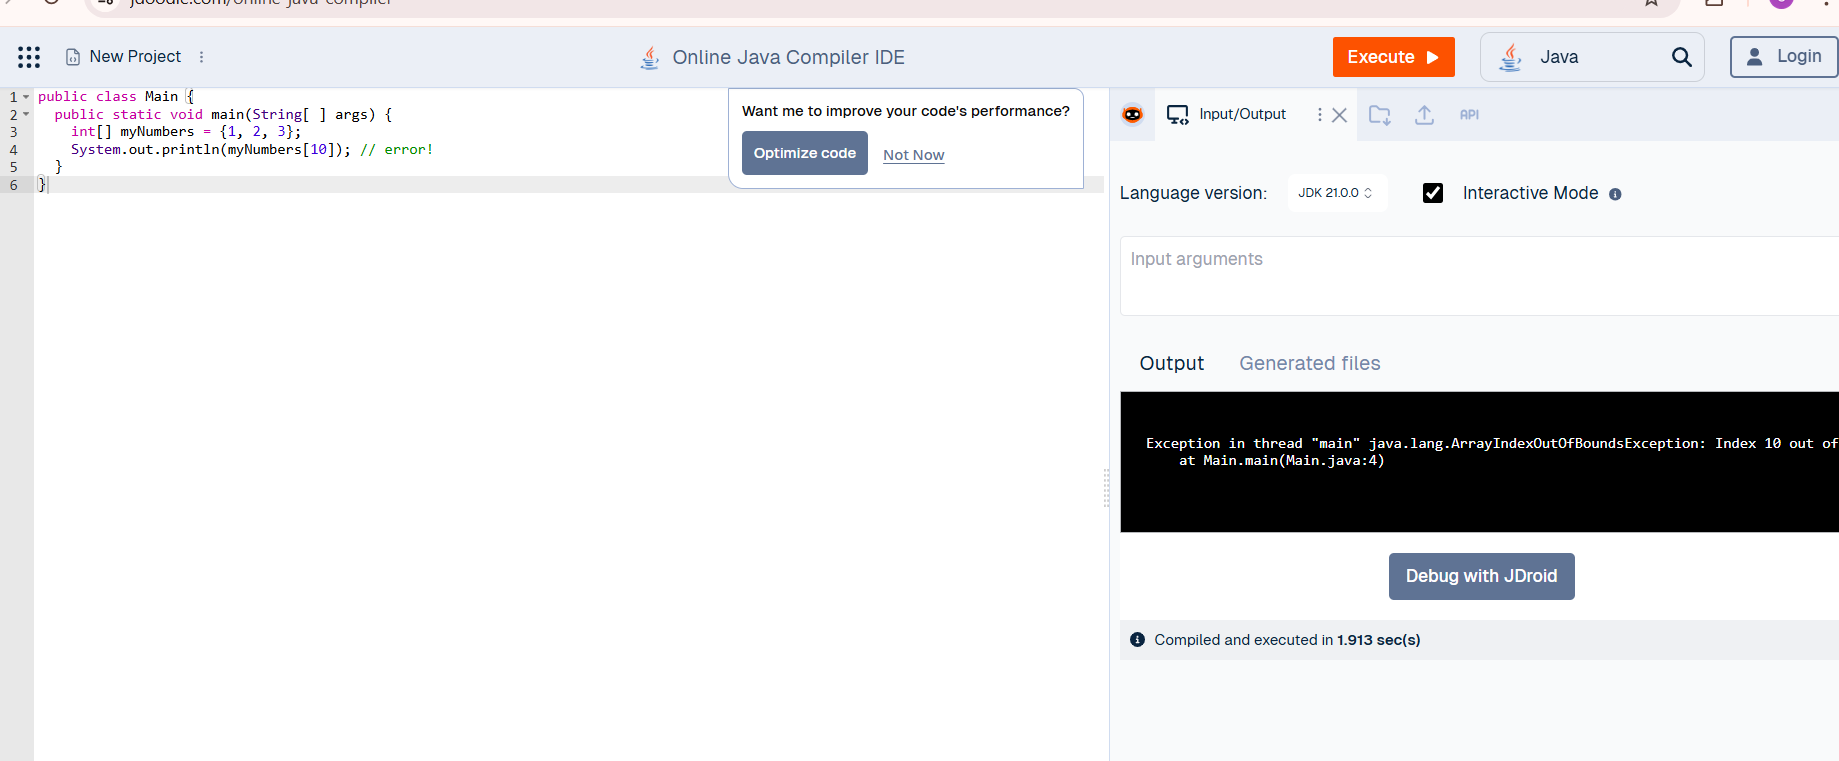 jdoodle.com/online-java-compiler
New Project
Online Java Compiler IDE
Execute
Java
Login
1 public class Main {
2 public static void main(String[ ] args) {
3 int[] myNumbers = {1, 2, 3};
4 System.out.println(myNumbers[10]); // error!
5 }
6 }
Want me to improve your code's performance?
Optimize code
Not Now
Input/Output
API
Language version:
JDK 21.0.0
Interactive Mode
Input arguments
Output
Generated files
Exception in thread "main" java.lang.ArrayIndexOutOfBoundsException: Index 10 out of
at Main.main(Main.java:4)
Debug with JDroid
Compiled and executed in 1.913 sec(s)